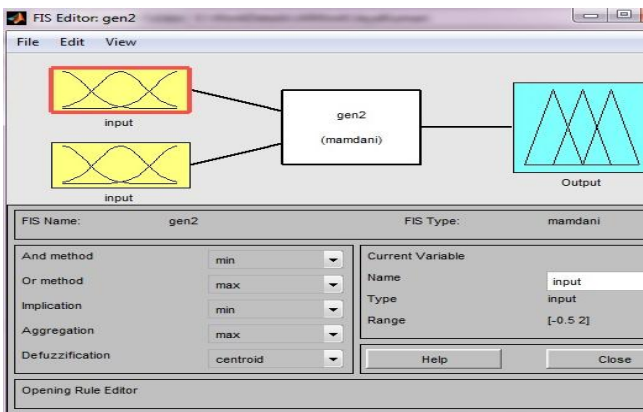 FIS Editor: gen2
File Edit View
input
gen2
(mamdani)
input
Output
FIS Name: gen2 FIS Type: mamdani
And method min
Or method max
Implication min
Aggregation max
Defuzzification centroid
Current Variable
Name input
Type input
Range [-0.5 2]
Help Close
Opening Rule Editor